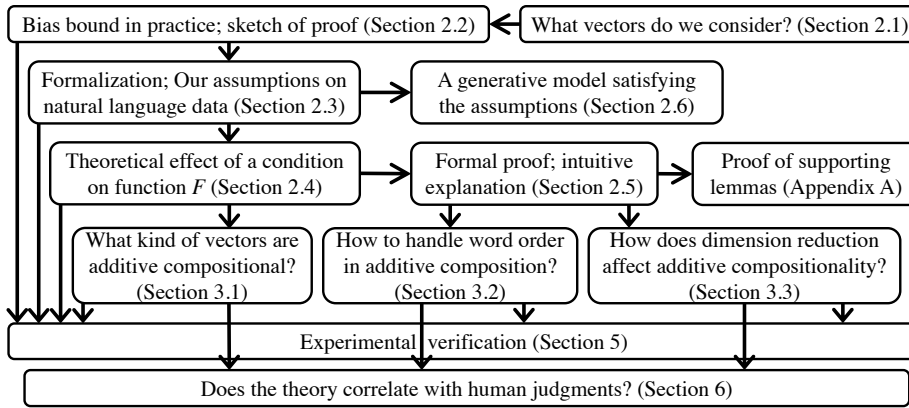 Bias bound in practice; sketch of proof (Section 2.2)
What vectors do we consider? (Section 2.1)
Formalization; Our assumptions on
natural language data (Section 2.3)
A generative model satisfying
the assumptions (Section 2.6)
Theoretical effect of a condition
on function F (Section 2.4)
Formal proof; intuitive
explanation (Section 2.5)
Proof of supporting
lemmas (Appendix A)
What kind of vectors are
additive compositional?
(Section 3.1)
How to handle word order
in additive composition?
(Section 3.2)
How does dimension reduction
affect additive compositionality?
(Section 3.3)
Experimental verification (Section 5)
Does the theory correlate with human judgments? (Section 6)